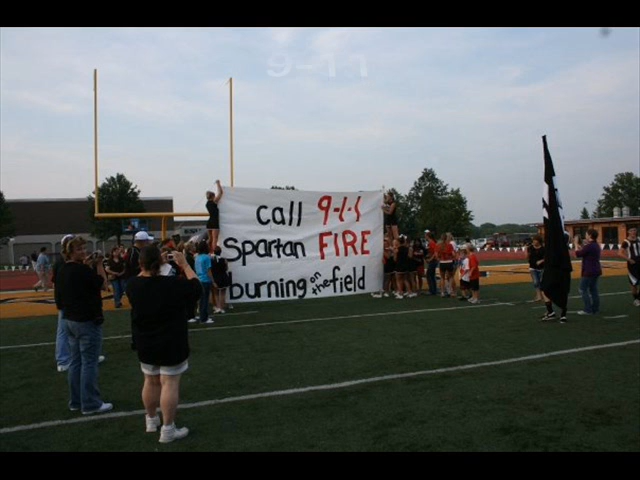 9-11
call 9-1-1
Spartan FIRE
burning on the field